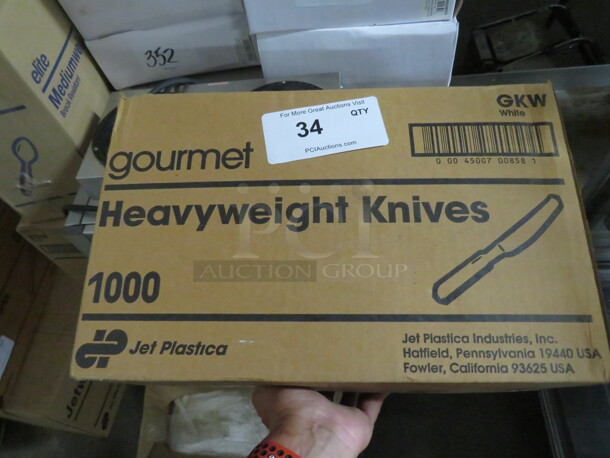 352
elite
Mediumweight
For More Great Auctions Visit
34 QTY
PCIAuctions.com
GKW
White
0 00 45007 00858 1
gourmet
Heavyweight Knives
PCI
AUCTION GROUP
1000
Jet Plastica
Jet Plastica Industries, Inc.
Hatfield, Pennsylvania 19440 USA
Fowler, California 93625 USA